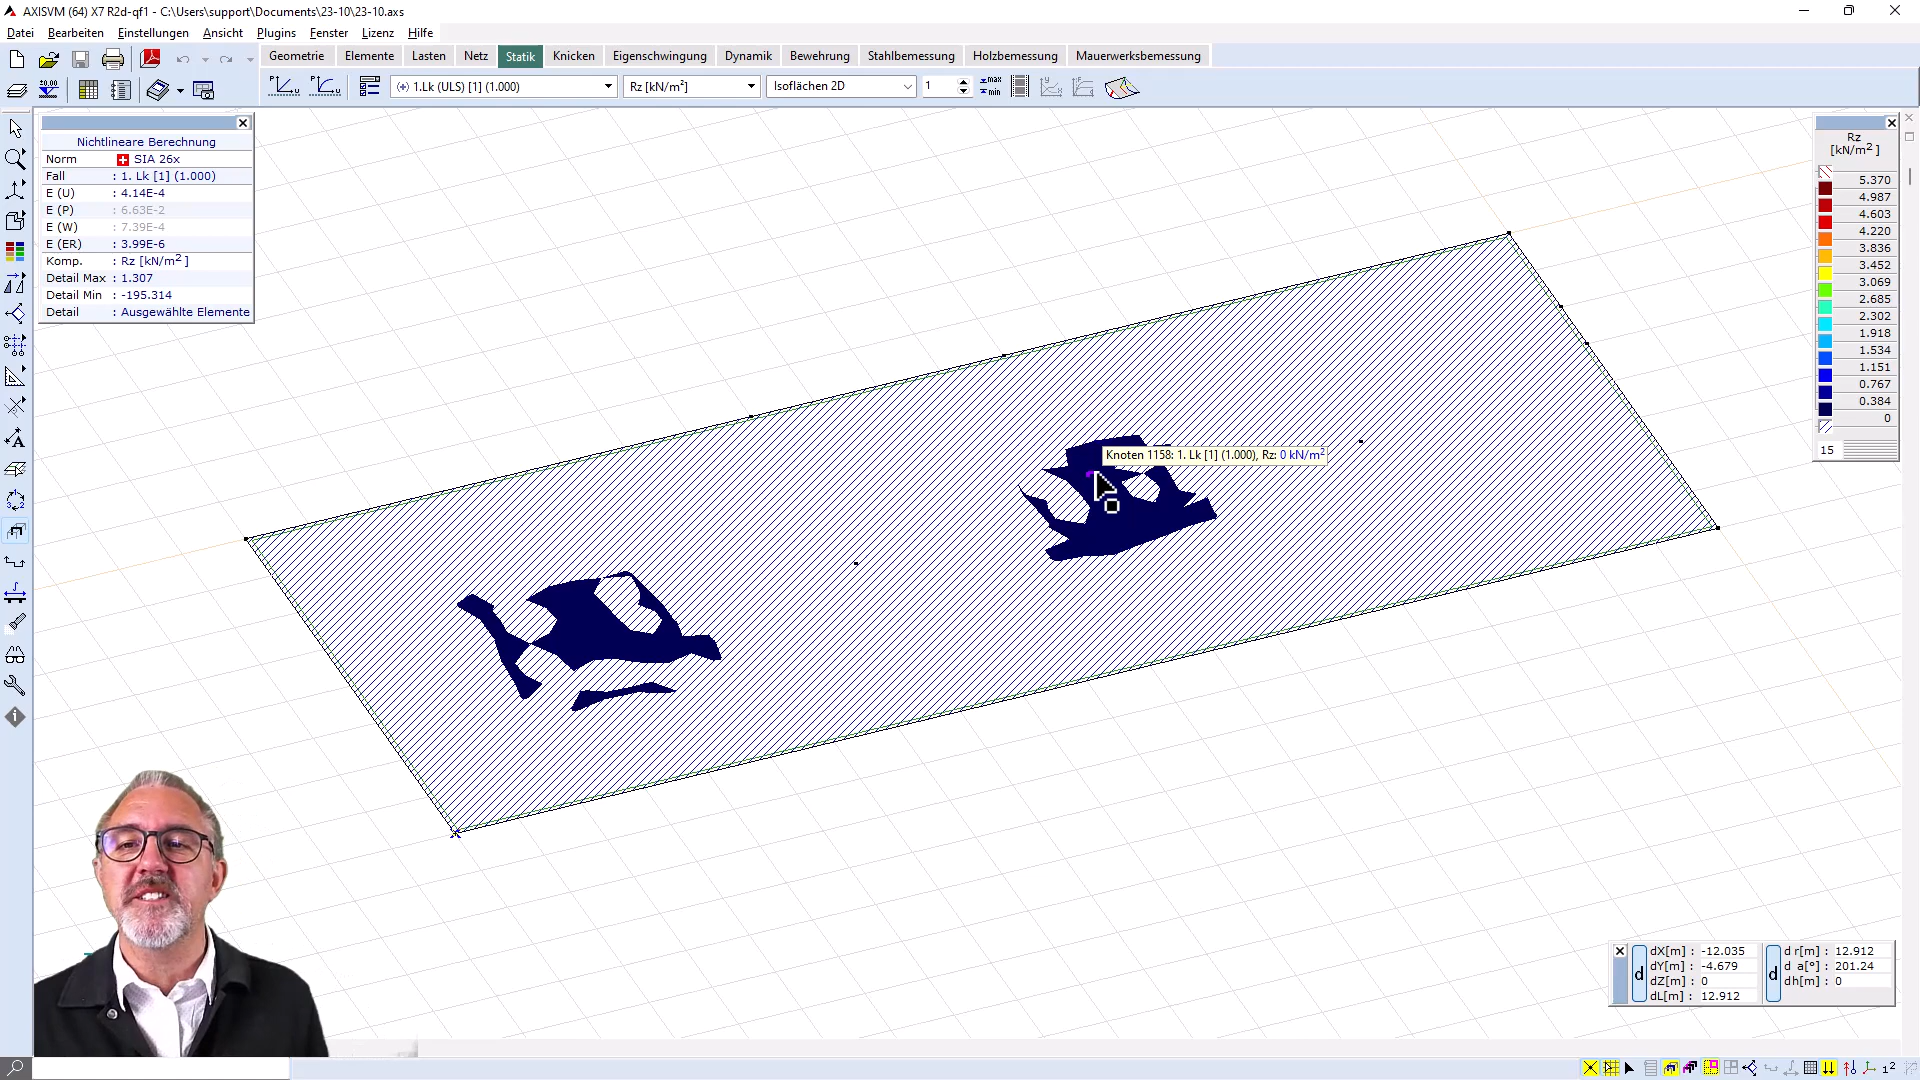 AXISVM (64) X7 R2d-qf1 - C:\Users\support\Documents\23-10\23-10.axs
Datei Bearbeiten Einstellungen Ansicht Plugins Fenster Lizenz Hilfe
Geometrie Elemente Lasten Netz Statik Knicken Eigenschwingung Dynamik Bewehrung Stahlbemessung Holzbemessung Mauerwerksbemessung
(+) 1.Lk (ULS) [1] (1.000) Rz [kN/m²] Isoflächen 2D 1 max min
Nichtlineare Berechnung
Norm SIA 26x
Fall : 1. Lk [1] (1.000)
E (U) : 4.14E-4
E (P) : 6.63E-2
E (W) : 7.39E-4
E (ER) : 3.99E-6
Komp. : Rz [kN/m²]
Detail Max : 1.307
Detail Min : -195.314
Detail : Ausgewählte Elemente
Rz
[kN/m²]
5.370
4.987
4.603
4.220
3.836
3.452
3.069
2.685
2.302
1.918
1.534
1.151
0.767
0.384
0
15
Knoten 1158: 1. Lk [1] (1.000), Rz: 0 kN/m²
d
dX[m] : -12.035
dY[m] : -4.679
dZ[m] : 0
dL[m] : 12.912
d
d r[m] : 12.912
d a[°] : 201.24
dh[m] : 0